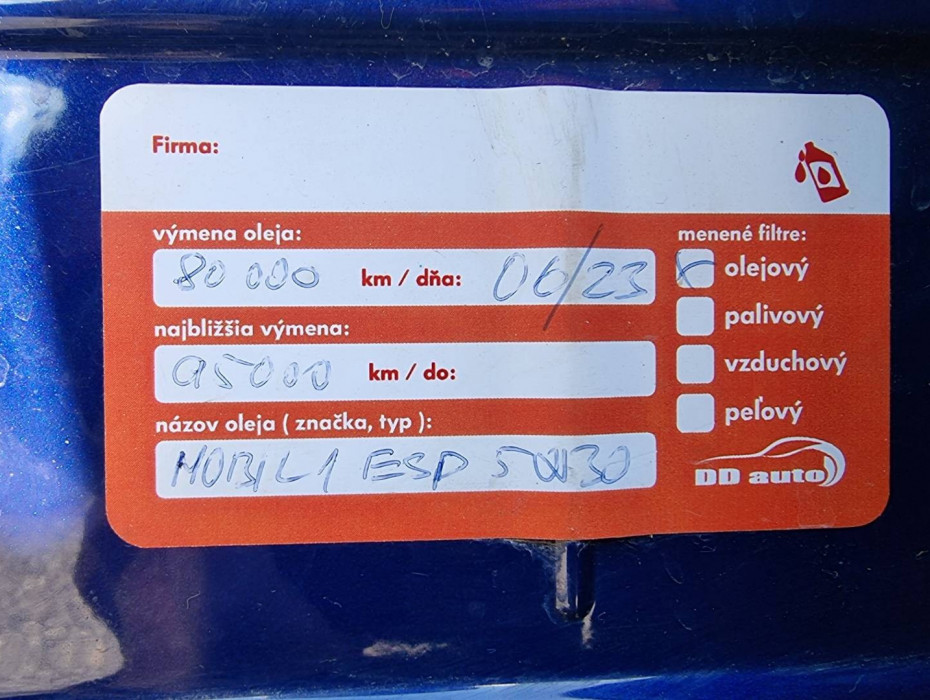 Firma:
výmena oleja:
80 000 km / dňa: 06/23
najbližšia výmena:
95000 km / do:
názov oleja ( značka, typ ):
MOBIL 1 ESP 5W30
menené filtre:
x olejový
palivový
vzduchový
peľový
DD auto